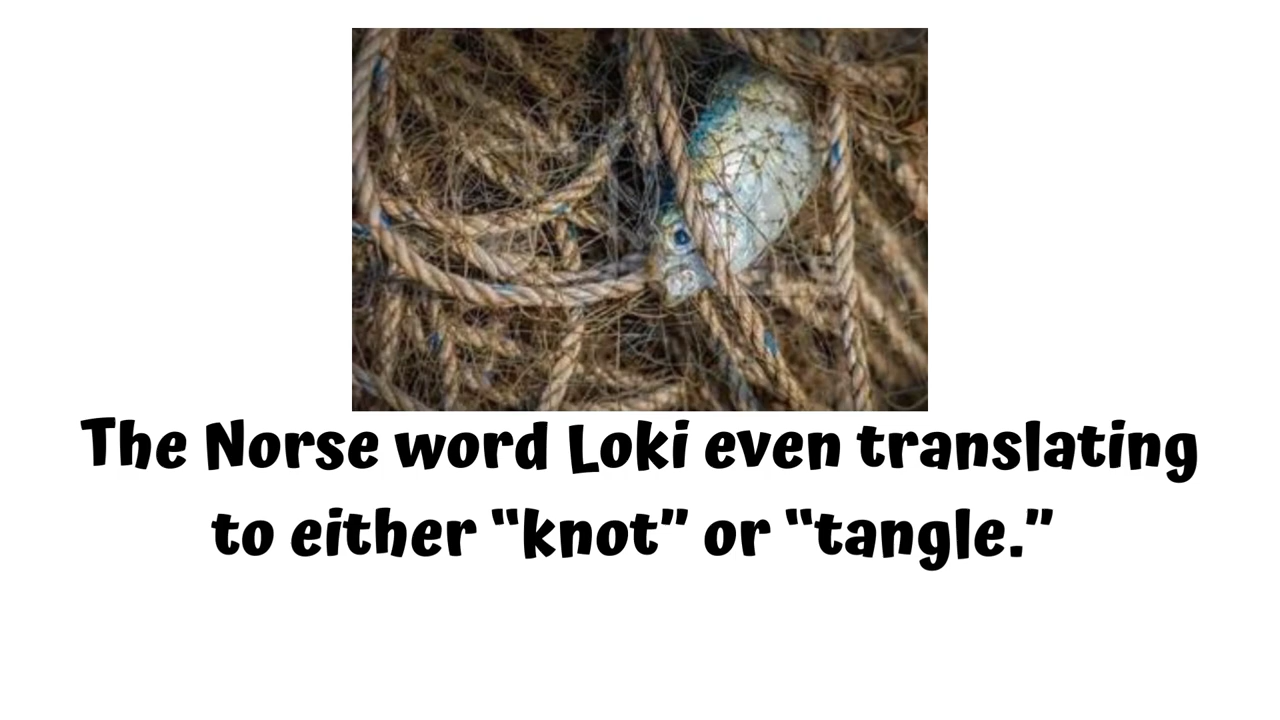 The Norse word Loki even translating
to either “knot” or “tangle.”